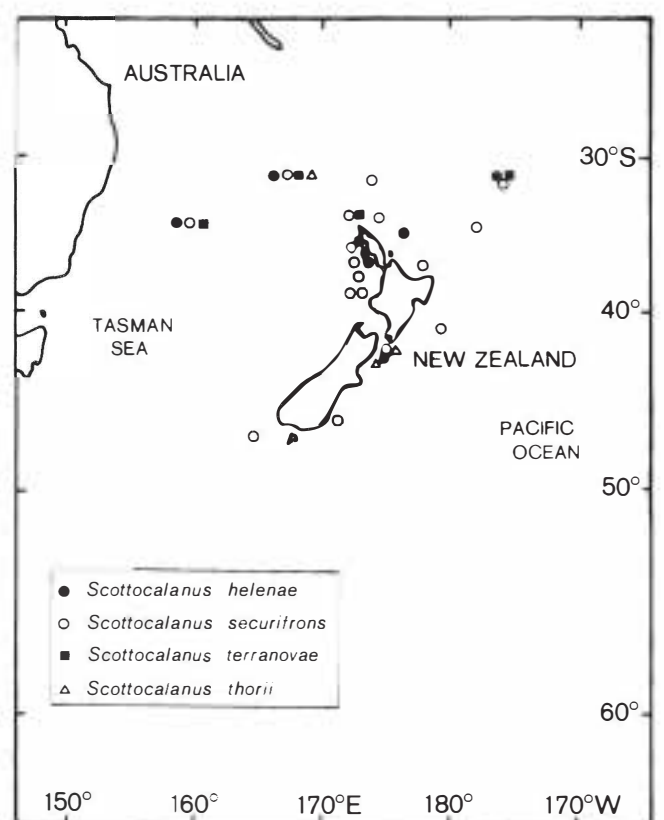 AUSTRALIA
30°S
TASMAN
SEA
40°
NEW ZEALAND
PACIFIC
OCEAN
50°
Scottocalanus helenae
Scottocalanus securifrons
Scottocalanus terranovae
Scottocalanus thorii
60°
150° 160° 170°E 180° 170°W